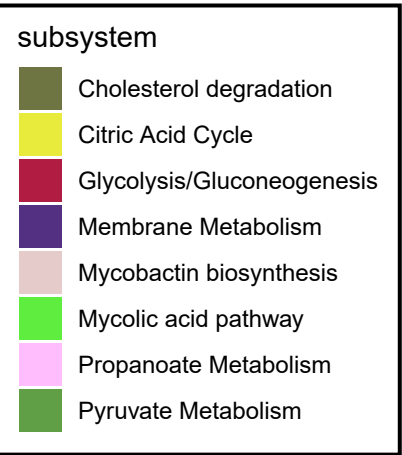 subsystem
Cholesterol degradation
Citric Acid Cycle
Glycolysis/Gluconeogenesis
Membrane Metabolism
Mycobactin biosynthesis
Mycolic acid pathway
Propanoate Metabolism
Pyruvate Metabolism